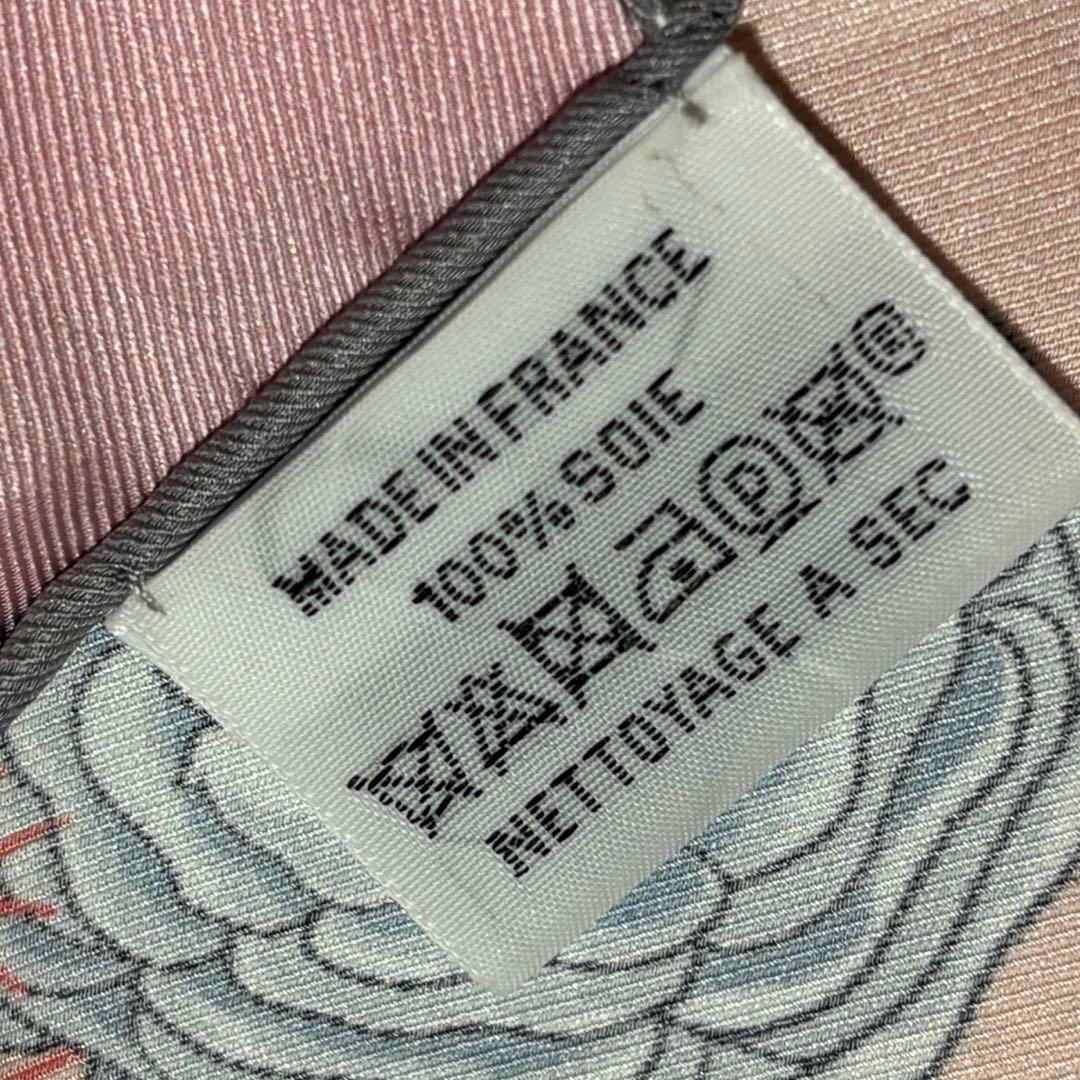 MADE IN FRANCE
100% SOIE
Ⓟ ®
NETTOYAGE A SEC